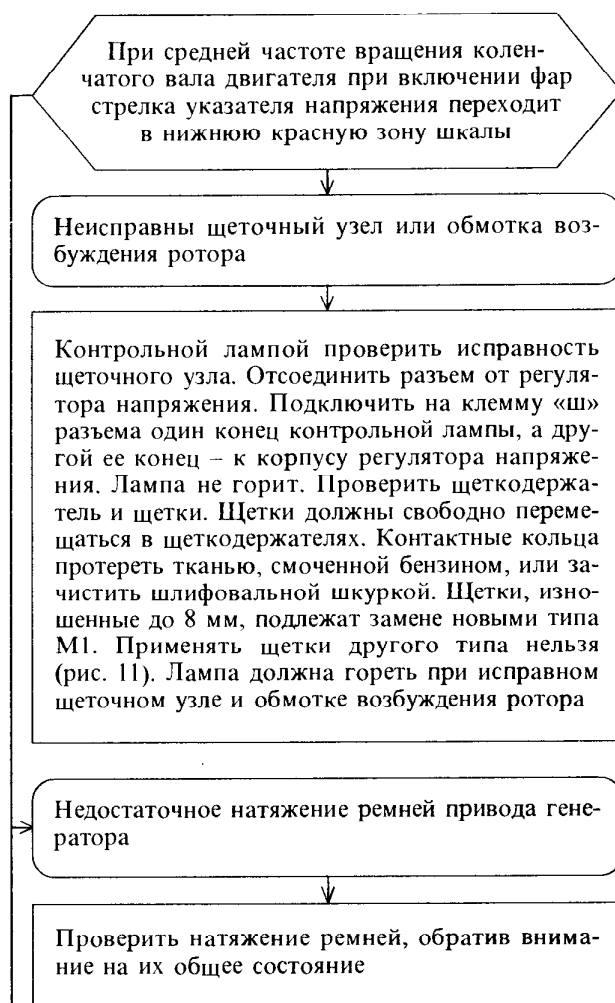 При средней частоте вращения колен-
чатого вала двигателя при включении фар
стрелка указателя напряжения переходит
в нижнюю красную зону шкалы
Неисправны щеточный узел или обмотка воз-
буждения ротора
Контрольной лампой проверить исправность
щеточного узла. Отсоединить разъем от регуля-
тора напряжения. Подключить на клемму «ш»
разъема один конец контрольной лампы, а дру-
гой ее конец – к корпусу регулятора напряже-
ния. Лампа не горит. Проверить щеткодержа-
тель и щетки. Щетки должны свободно переме-
щаться в щеткодержателях. Контактные кольца
протереть тканью, смоченной бензином, или за-
чистить шлифовальной шкуркой. Щетки, изно-
шенные до 8 мм, подлежат замене новыми типа
М1. Применять щетки другого типа нельзя
(рис. 11). Лампа должна гореть при исправном
щеточном узле и обмотке возбуждения ротора
Недостаточное натяжение ремней привода гене-
ратора
Проверить натяжение ремней, обратив внима-
ние на их общее состояние